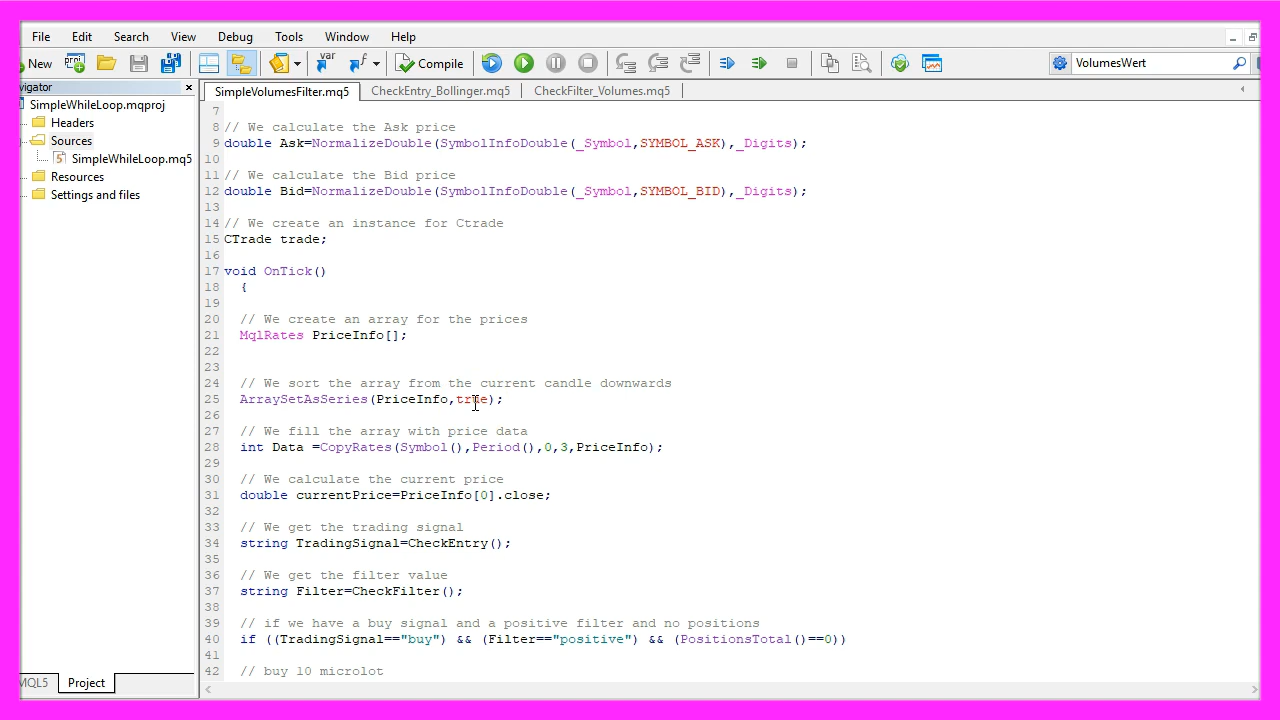 File Edit Search View Debug Tools Window Help
New Compile VolumesWert
vigator
SimpleVolumesFilter.mq5 CheckEntry_Bollinger.mq5 CheckFilter_Volumes.mq5
SimpleWhileLoop.mqproj
Headers
Sources
SimpleWhileLoop.mq5
Resources
Settings and files
7
8 // We calculate the Ask price
9 double Ask=NormalizeDouble(SymbolInfoDouble(_Symbol,SYMBOL_ASK),_Digits);
10
11 // We calculate the Bid price
12 double Bid=NormalizeDouble(SymbolInfoDouble(_Symbol,SYMBOL_BID),_Digits);
13
14 // We create an instance for Ctrade
15 CTrade trade;
16
17 void OnTick()
18 {
19
20 // We create an array for the prices
21 MqlRates PriceInfo[];
22
23
24 // We sort the array from the current candle downwards
25 ArraySetAsSeries(PriceInfo,true);
26
27 // We fill the array with price data
28 int Data =CopyRates(Symbol(),Period(),0,3,PriceInfo);
29
30 // We calculate the current price
31 double currentPrice=PriceInfo[0].close;
32
33 // We get the trading signal
34 string TradingSignal=CheckEntry();
35
36 // We get the filter value
37 string Filter=CheckFilter();
38
39 // if we have a buy signal and a positive filter and no positions
40 if ((TradingSignal=="buy") && (Filter=="positive") && (PositionsTotal()==0))
41
42 // buy 10 microlot
MQL5 Project